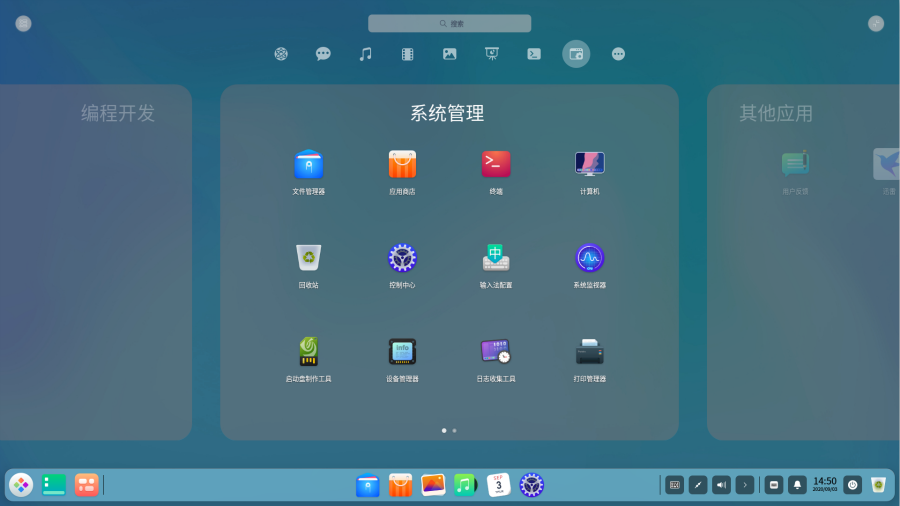 搜索
编程开发
系统管理
其他应用
文件管理器
应用商店
终端
计算机
用户反馈
迅雷
回收站
控制中心
输入法配置
系统监视器
启动盘制作工具
设备管理器
日志收集工具
打印管理器
SEP
3
14:50
2020/09/03